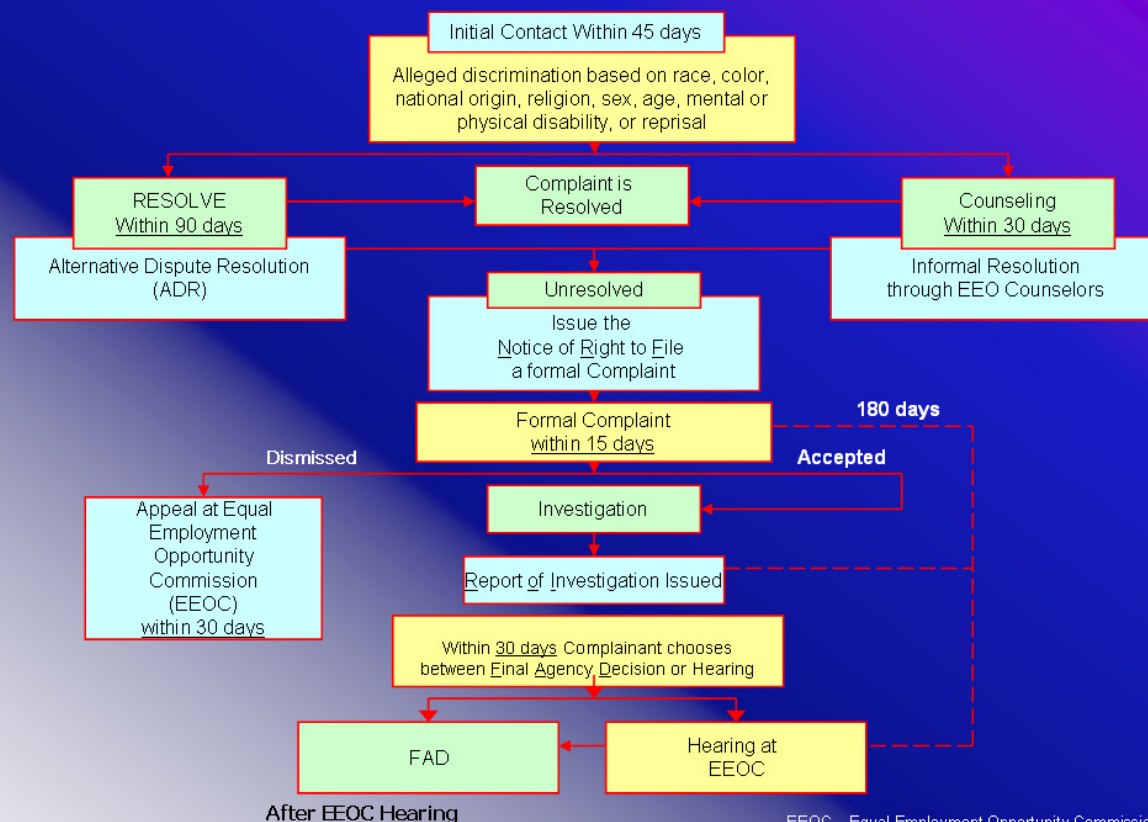 Initial Contact Within 45 days
Alleged discrimination based on race, color,
national origin, religion, sex, age, mental or
physical disability, or reprisal
RESOLVE
Within 90 days
Complaint is
Resolved
Counseling
Within 30 days
Alternative Dispute Resolution
(ADR)
Informal Resolution
through EEO Counselors
Unresolved
Issue the
Notice of Right to File
a formal Complaint
Formal Complaint
within 15 days
180 days
Dismissed
Accepted
Appeal at Equal
Employment
Opportunity
Commission
(EEOC)
within 30 days
Investigation
Report of Investigation Issued
Within 30 days Complainant chooses
between Final Agency Decision or Hearing
FAD
Hearing at
EEOC
After EEOC Hearing
Equal Employment Opportunity